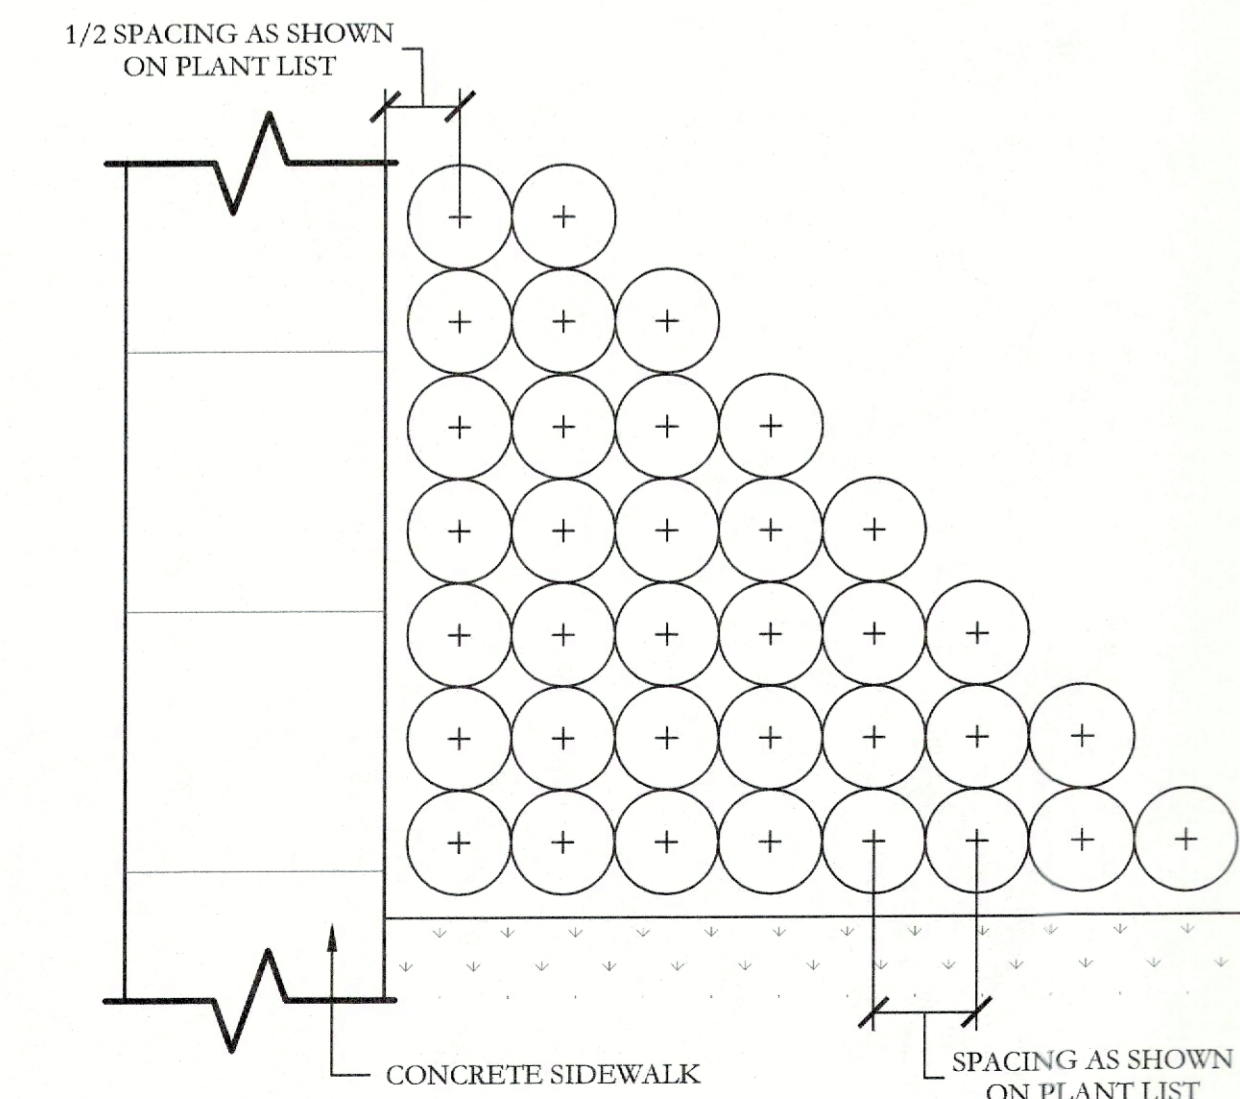 1/2 SPACING AS SHOWN
ON PLANT LIST
CONCRETE SIDEWALK
SPACING AS SHOWN
ON PLANT LIST